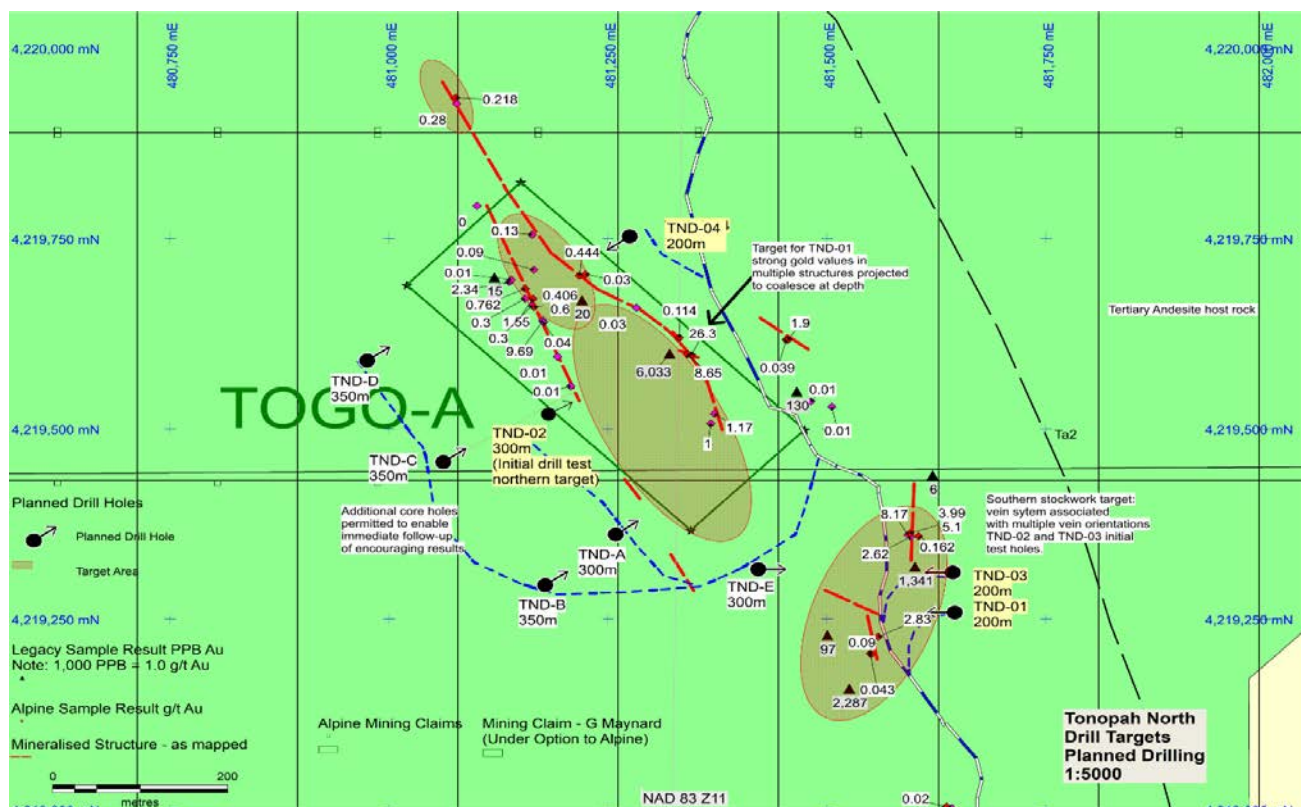 480,750 mE
481,000 mE
481,250 mE
481,500 mE
481,750 mE
482,0
4,220,000 mN
4,220,000 mN
0.218
0.28
4,219,750 mN
4,219,750 mN
0
0.13
0.444
0.03
0.09
0.01
2.34
15
0.762
0.406
0.3
1.55
0.6
20
0.3
9.69
0.03
0.04
0.114
26.3
6,033
8.65
0.01
0.01
1.17
1
TND-04
200m
Target for TND-01
strong gold values in
multiple structures projected
to coalesce at depth
1.9
0.039
0.01
130
0.01
Tertiary Andesite host rock
Ta2
TOGO-A
TND-D
350m
TND-02
300m
(Initial drill test
northern target)
TND-C
350m
4,219,500 mN
4,219,500 mN
6
Additional core holes
permitted to enable
immediate follow-up
of encouraging results
TND-A
300m
TND-B
350m
TND-E
300m
Southern stockwork target:
vein sytem associated
with multiple vein orientations
TND-02 and TND-03 initial
test holes.
8.17
3.99
5.1
2.62
0.162
1,341
TND-03
200m
TND-01
200m
2.83
97
0.09
0.043
2,287
4,219,250 mN
4,219,250 mN
Planned Drill Holes
Planned Drill Hole
Target Area
Legacy Sample Result PPB Au
Note: 1,000 PPB = 1.0 g/t Au
Alpine Sample Result g/t Au
Mineralised Structure - as mapped
0
200
metres
Alpine Mining Claims
Mining Claim - G Maynard
(Under Option to Alpine)
Tonopah North
Drill Targets
Planned Drilling
1:5000
NAD 83 Z11
0.02